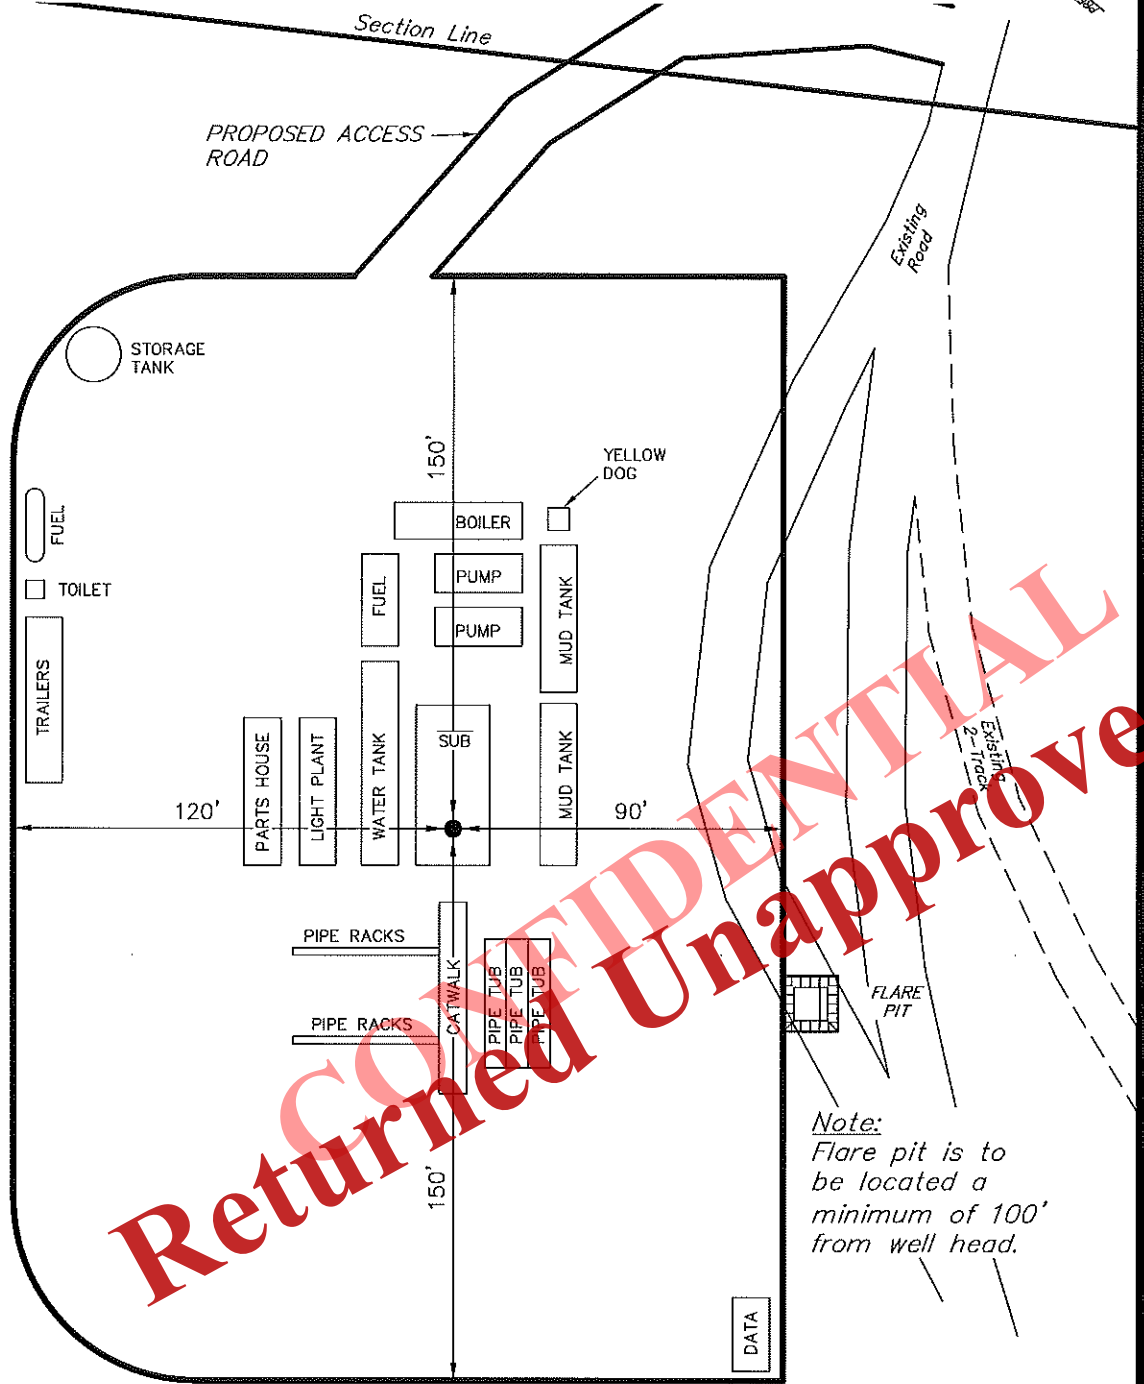 Section Line
PROPOSED ACCESS
ROAD
Existing
Road
STORAGE
TANK
150'
YELLOW
DOG
FUEL
BOILER
TOILET
FUEL
PUMP
PUMP
MUD TANK
TRAILERS
PARTS HOUSE
LIGHT PLANT
WATER TANK
SUB
MUD TANK
Existing
2-Track
120'
90'
PIPE RACKS
PIPE RACKS
CATWALK
PIPE TUB
PIPE TUB
PIPE TUB
FLARE
PIT
150'
Note:
Flare pit is to
be located a
minimum of 100'
from well head.
DATA
CONFIDENTIAL
Returned Unapprove